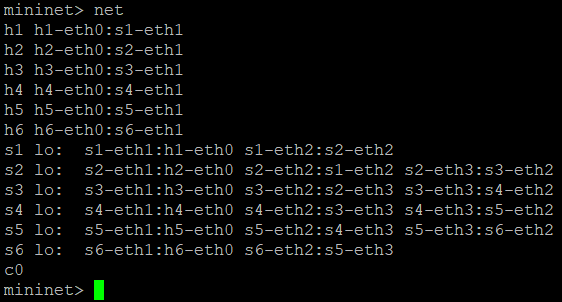 mininet> net
h1 h1-eth0:s1-eth1
h2 h2-eth0:s2-eth1
h3 h3-eth0:s3-eth1
h4 h4-eth0:s4-eth1
h5 h5-eth0:s5-eth1
h6 h6-eth0:s6-eth1
s1 lo:  s1-eth1:h1-eth0 s1-eth2:s2-eth2
s2 lo:  s2-eth1:h2-eth0 s2-eth2:s1-eth2 s2-eth3:s3-eth2
s3 lo:  s3-eth1:h3-eth0 s3-eth2:s2-eth3 s3-eth3:s4-eth2
s4 lo:  s4-eth1:h4-eth0 s4-eth2:s3-eth3 s4-eth3:s5-eth2
s5 lo:  s5-eth1:h5-eth0 s5-eth2:s4-eth3 s5-eth3:s6-eth2
s6 lo:  s6-eth1:h6-eth0 s6-eth2:s5-eth3
c0
mininet>